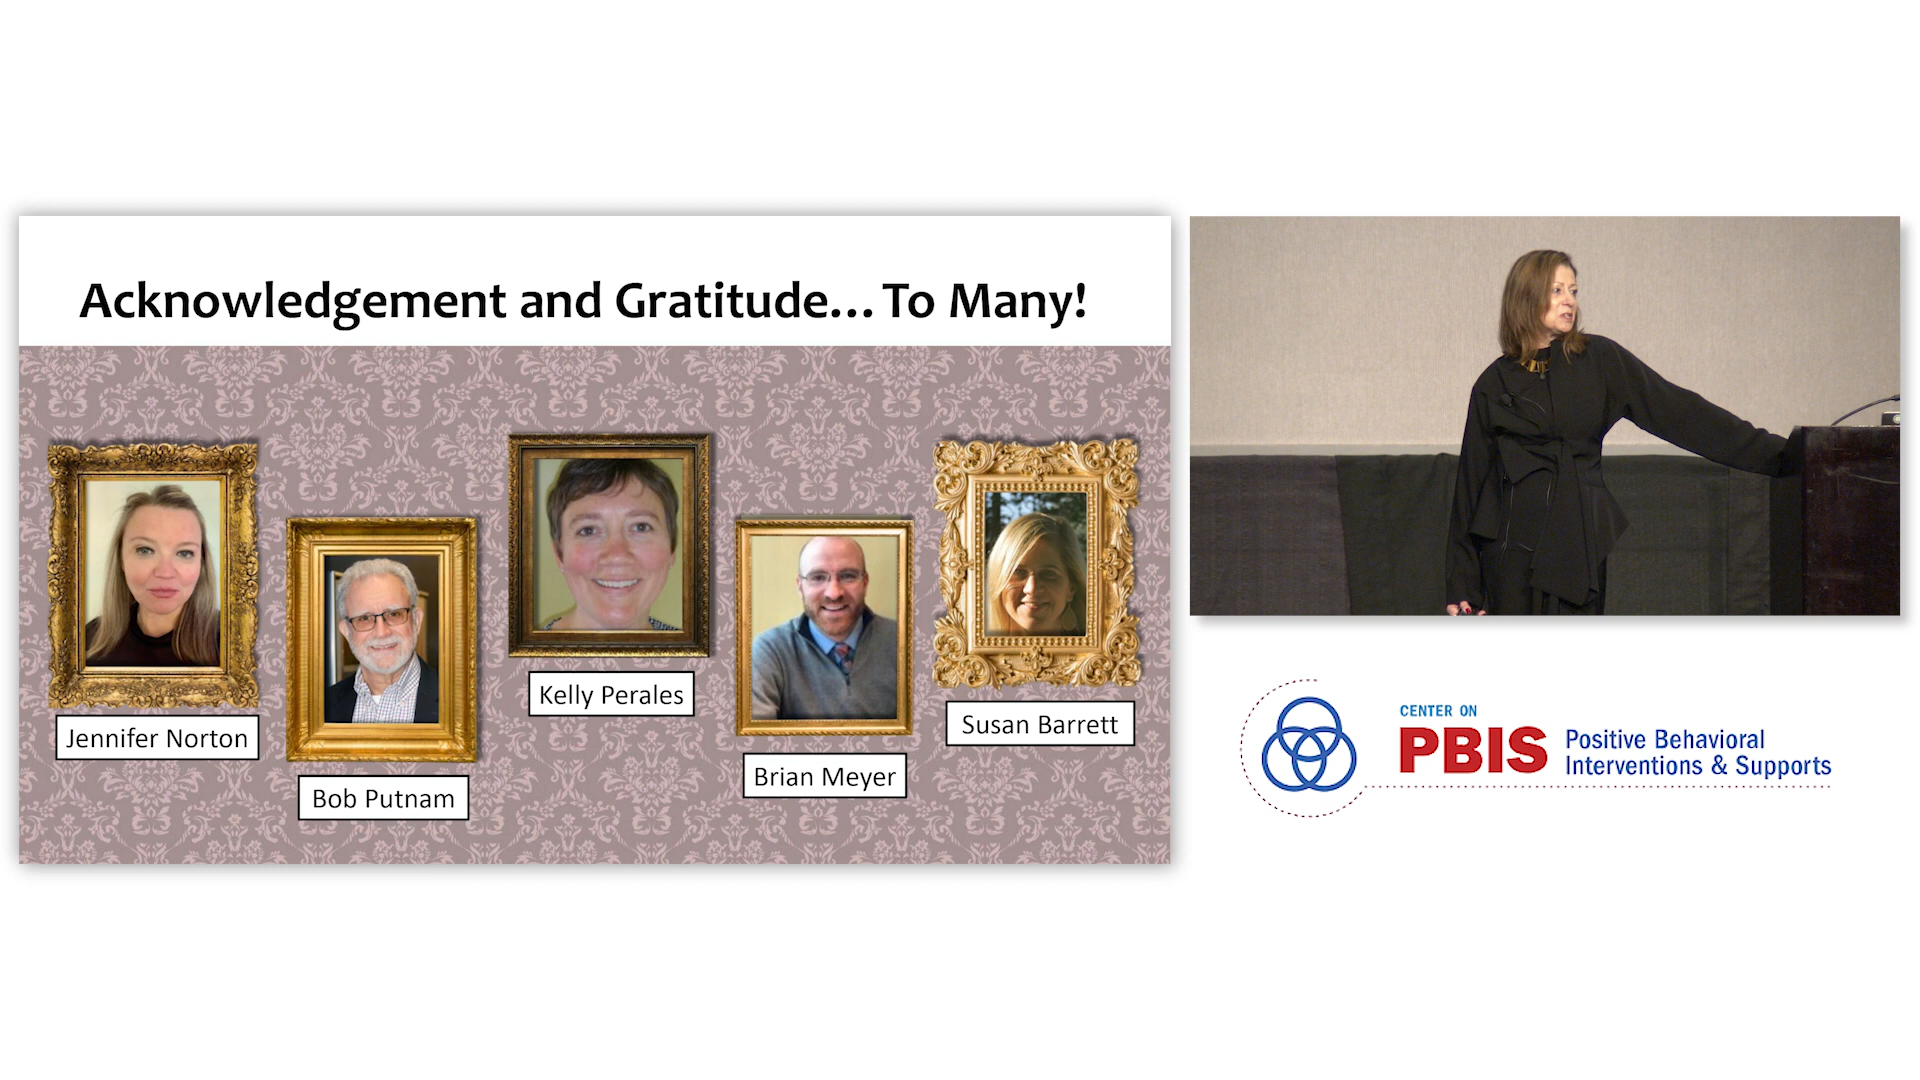 Acknowledgement and Gratitude... To Many!
Jennifer Norton
Bob Putnam
Kelly Perales
Brian Meyer
Susan Barrett
CENTER ON
PBIS
Positive Behavioral
Interventions & Supports